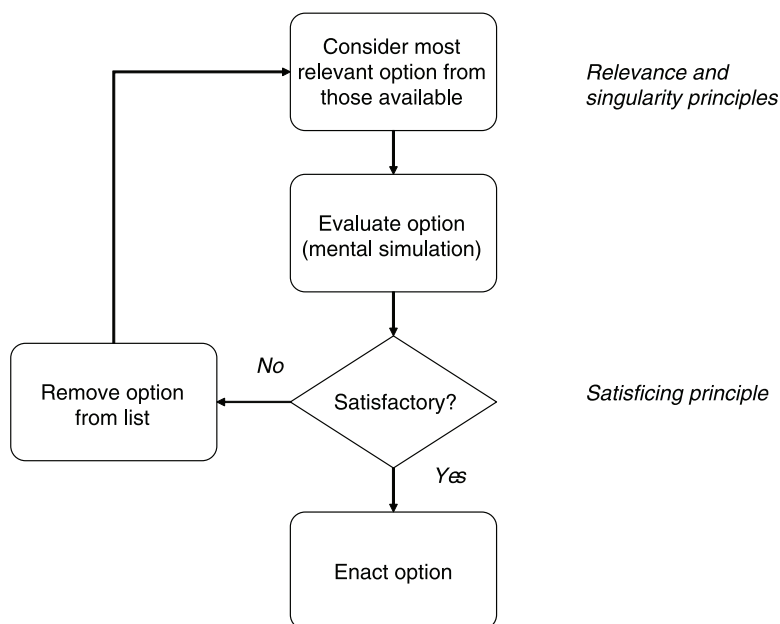 Consider most
relevant option from
those available
Relevance and
singularity principles
Evaluate option
(mental simulation)
No
Remove option
from list
Satisfactory?
Satisficing principle
Yes
Enact option